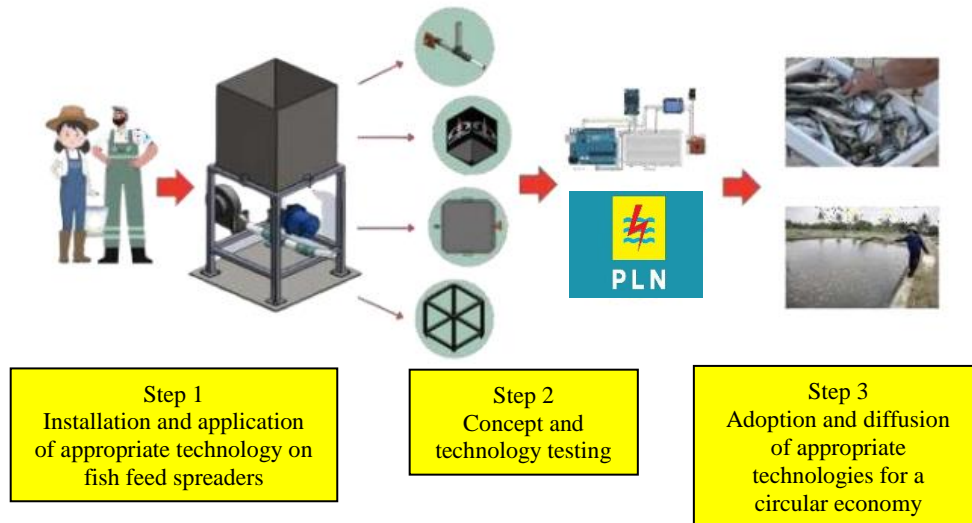 PLN
Step 1
Installation and application
of appropriate technology on
fish feed spreaders
Step 2
Concept and
technology testing
Step 3
Adoption and diffusion
of appropriate
technologies for a
circular economy